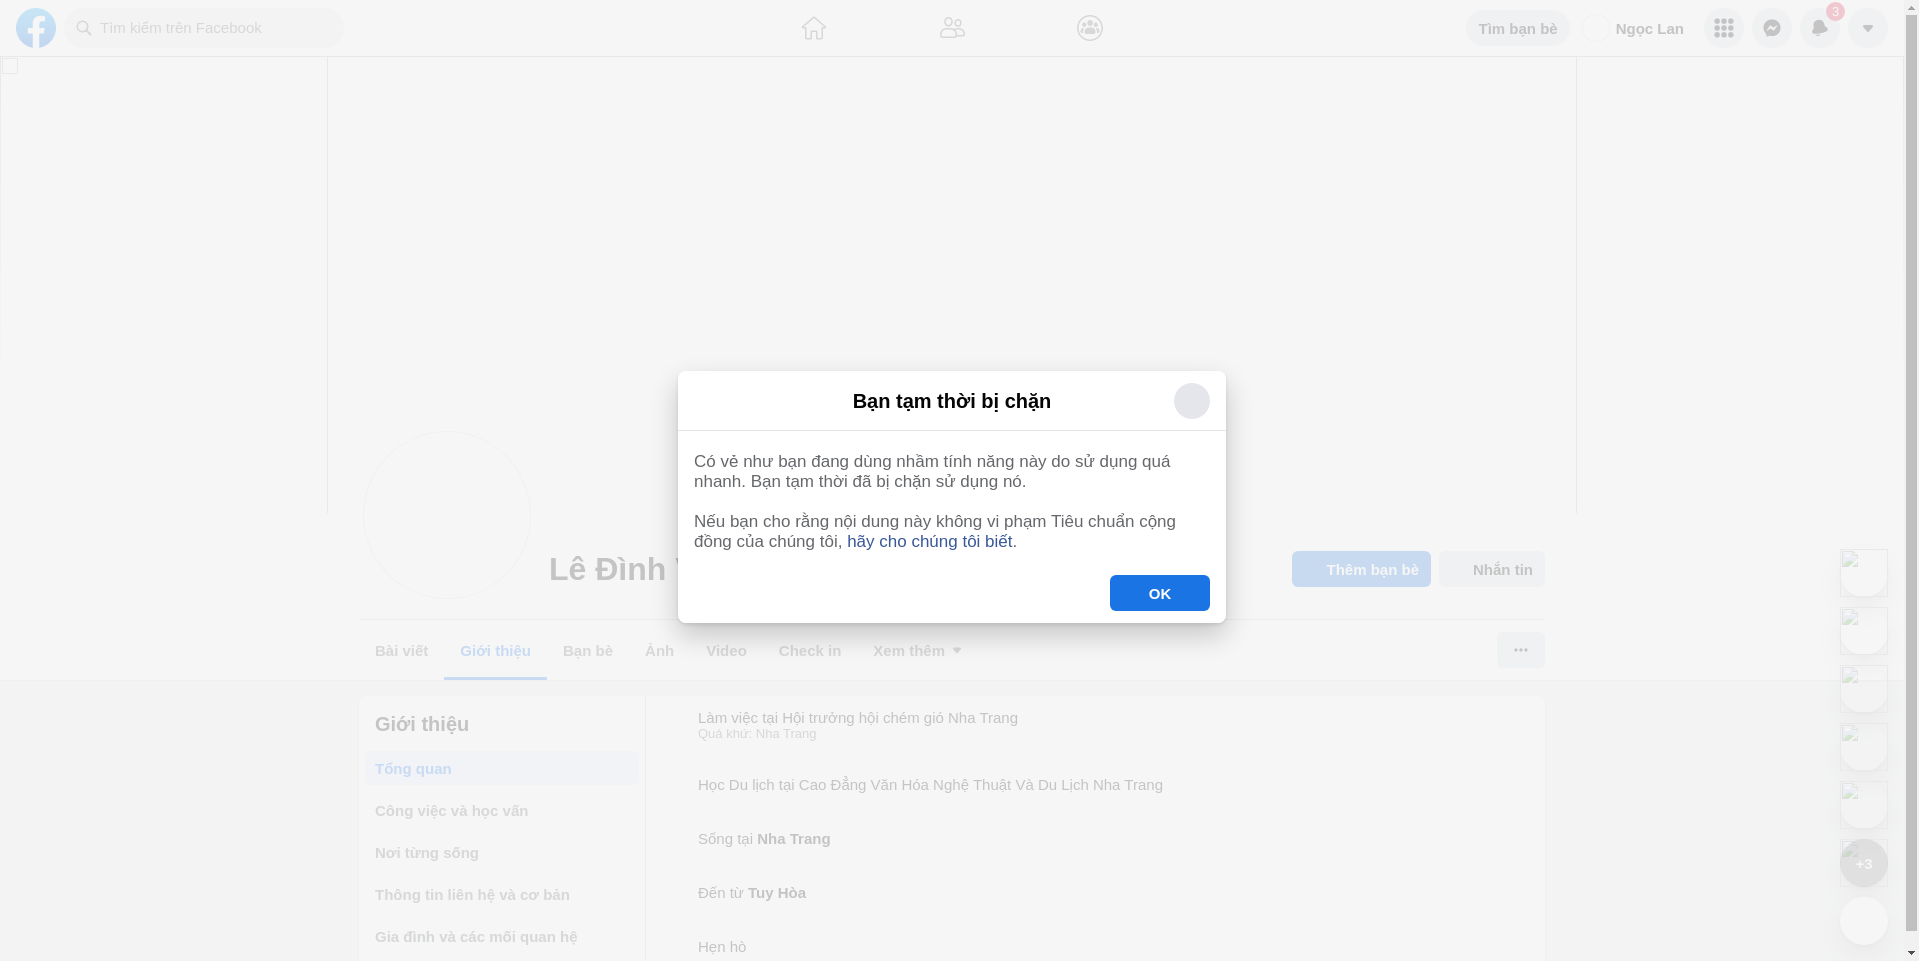 Tìm kiếm trên Facebook
Tìm bạn bè
Ngọc Lan
3
Bạn tạm thời bị chặn
Có vẻ như bạn đang dùng nhầm tính năng này do sử dụng quá
nhanh. Bạn tạm thời đã bị chặn sử dụng nó.
Nếu bạn cho rằng nội dung này không vi phạm Tiêu chuẩn cộng
đồng của chúng tôi, hãy cho chúng tôi biết.
OK
Lê Đình
Thêm bạn bè
Nhắn tin
Bài viết
Giới thiệu
Bạn bè
Ảnh
Video
Check in
Xem thêm
Giới thiệu
Tổng quan
Công việc và học vấn
Nơi từng sống
Thông tin liên hệ và cơ bản
Gia đình và các mối quan hệ
Làm việc tại Hội trưởng hội chém gió Nha Trang
Quá khứ: Nha Trang
Học Du lịch tại Cao Đẳng Văn Hóa Nghệ Thuật Và Du Lịch Nha Trang
Sống tại Nha Trang
Đến từ Tuy Hòa
Hẹn hò
+3